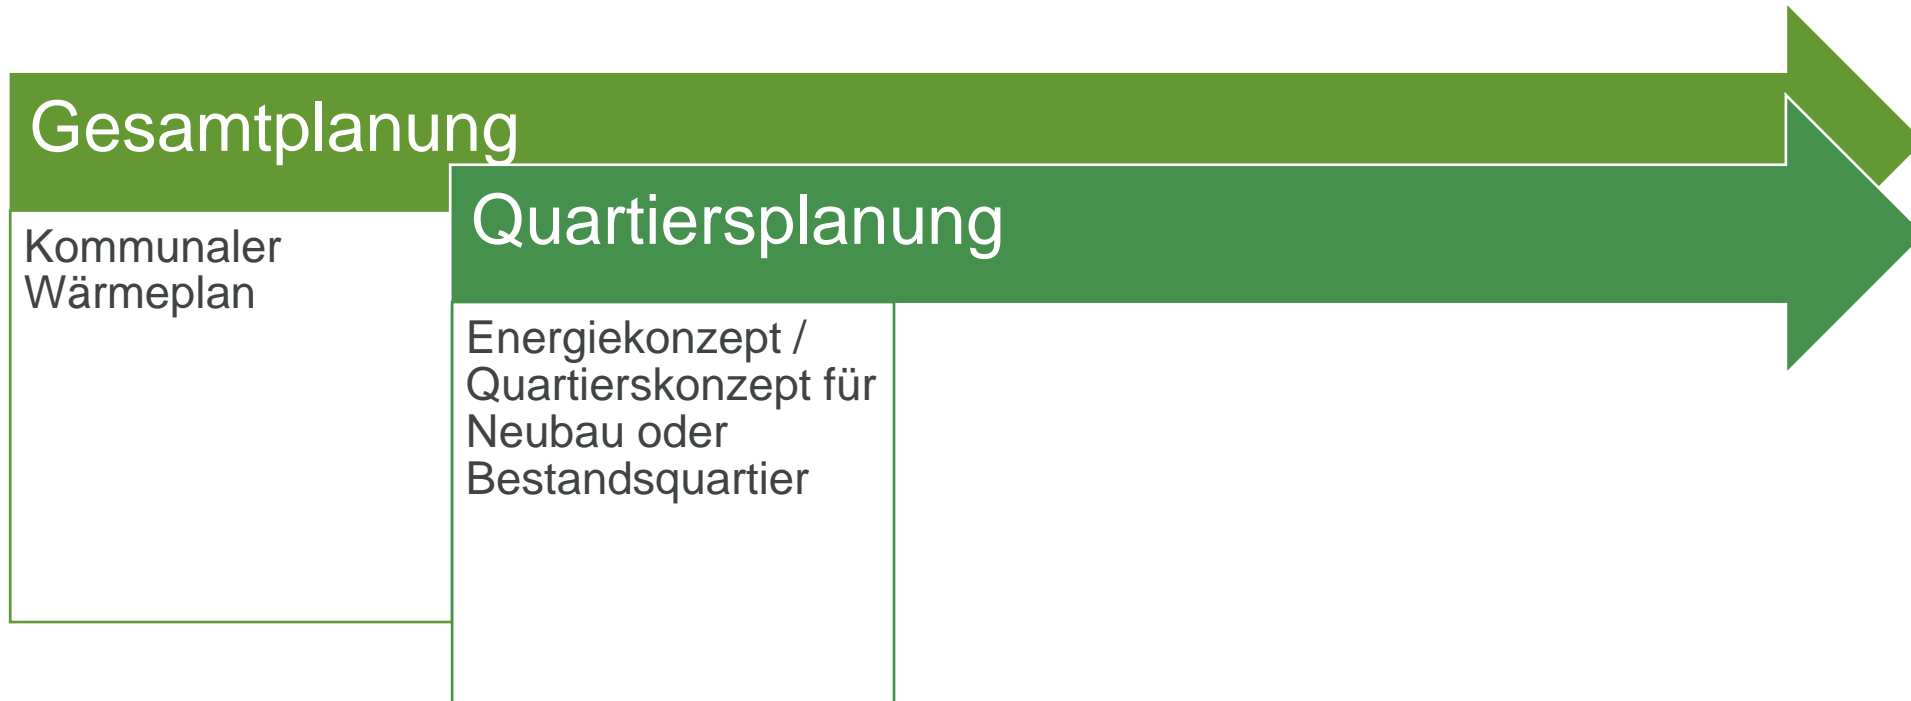 Gesamtplanung
Kommunaler
Wärmeplan
Quartiersplanung
Energiekonzept /
Quartierskonzept für
Neubau oder
Bestandsquartier